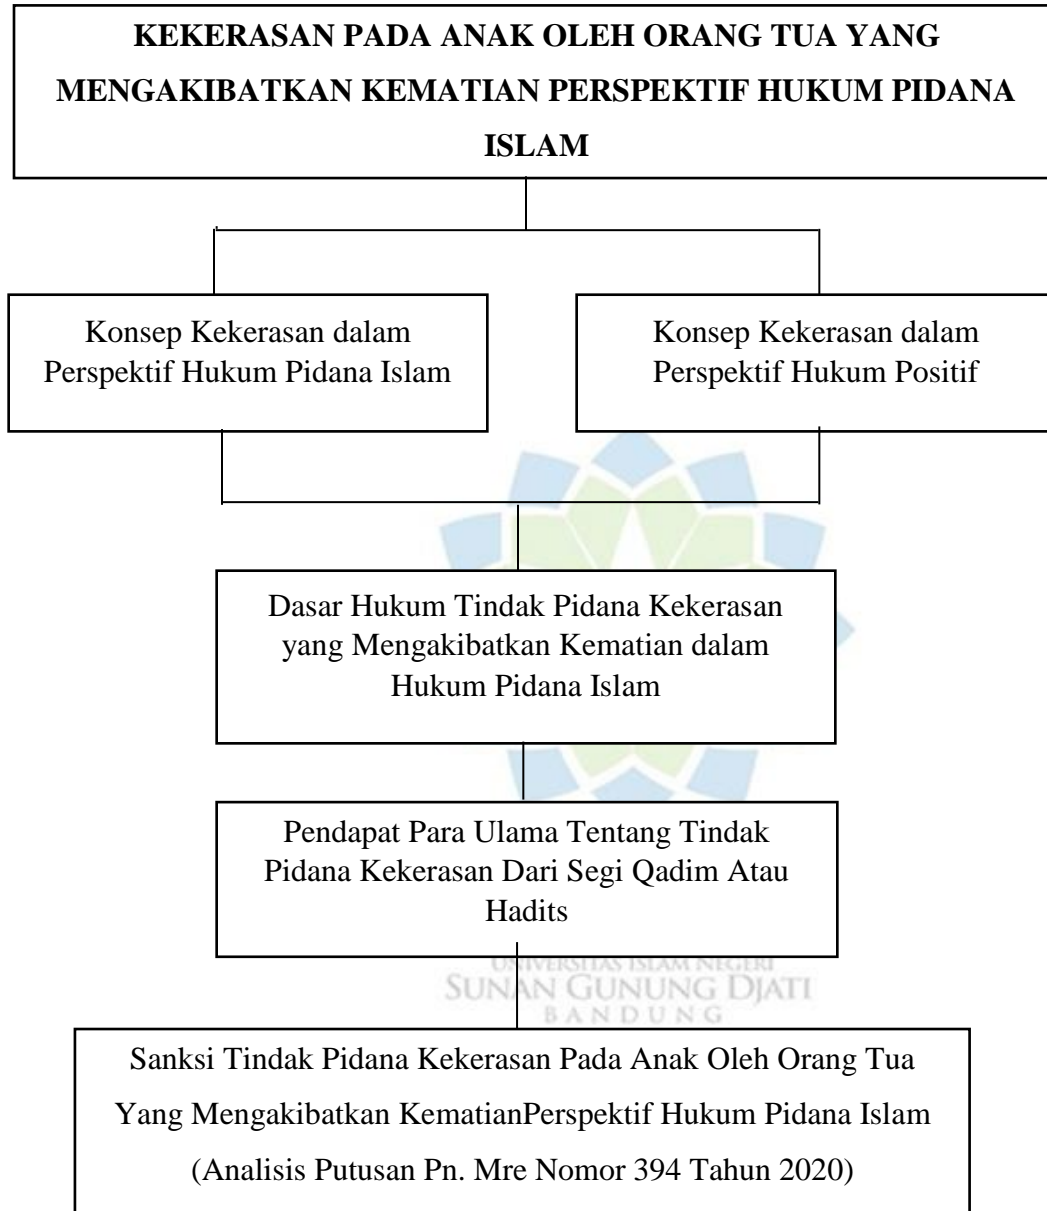 KEKERASAN PADA ANAK OLEH ORANG TUA YANG
MENGAKIBATKAN KEMATIAN PERSPEKTIF HUKUM PIDANA
ISLAM
Konsep Kekerasan dalam
Perspektif Hukum Pidana Islam
Konsep Kekerasan dalam
Perspektif Hukum Positif
Dasar Hukum Tindak Pidana Kekerasan
yang Mengakibatkan Kematian dalam
Hukum Pidana Islam
Pendapat Para Ulama Tentang Tindak
Pidana Kekerasan Dari Segi Qadim Atau
Hadits
UNIVERSITAS ISLAM NEGERI
SUNAN GUNUNG DJATI
BANDUNG
Sanksi Tindak Pidana Kekerasan Pada Anak Oleh Orang Tua
Yang Mengakibatkan KematianPerspektif Hukum Pidana Islam
(Analisis Putusan Pn. Mre Nomor 394 Tahun 2020)